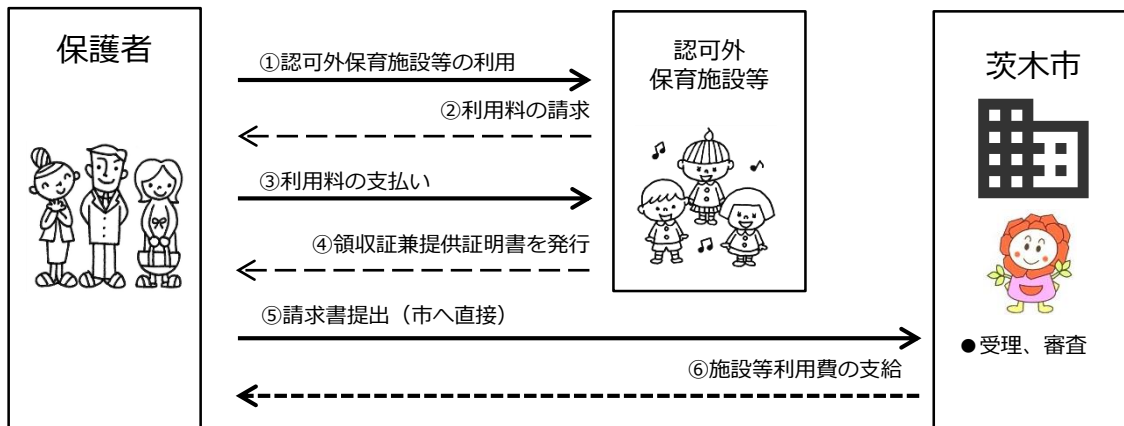 保護者
①認可外保育施設等の利用
②利用料の請求
③利用料の支払い
④領収証兼提供証明書を発行
⑤請求書提出（市へ直接）
⑥施設等利用費の支給
認可外
保育施設等
茨木市
●受理、審査